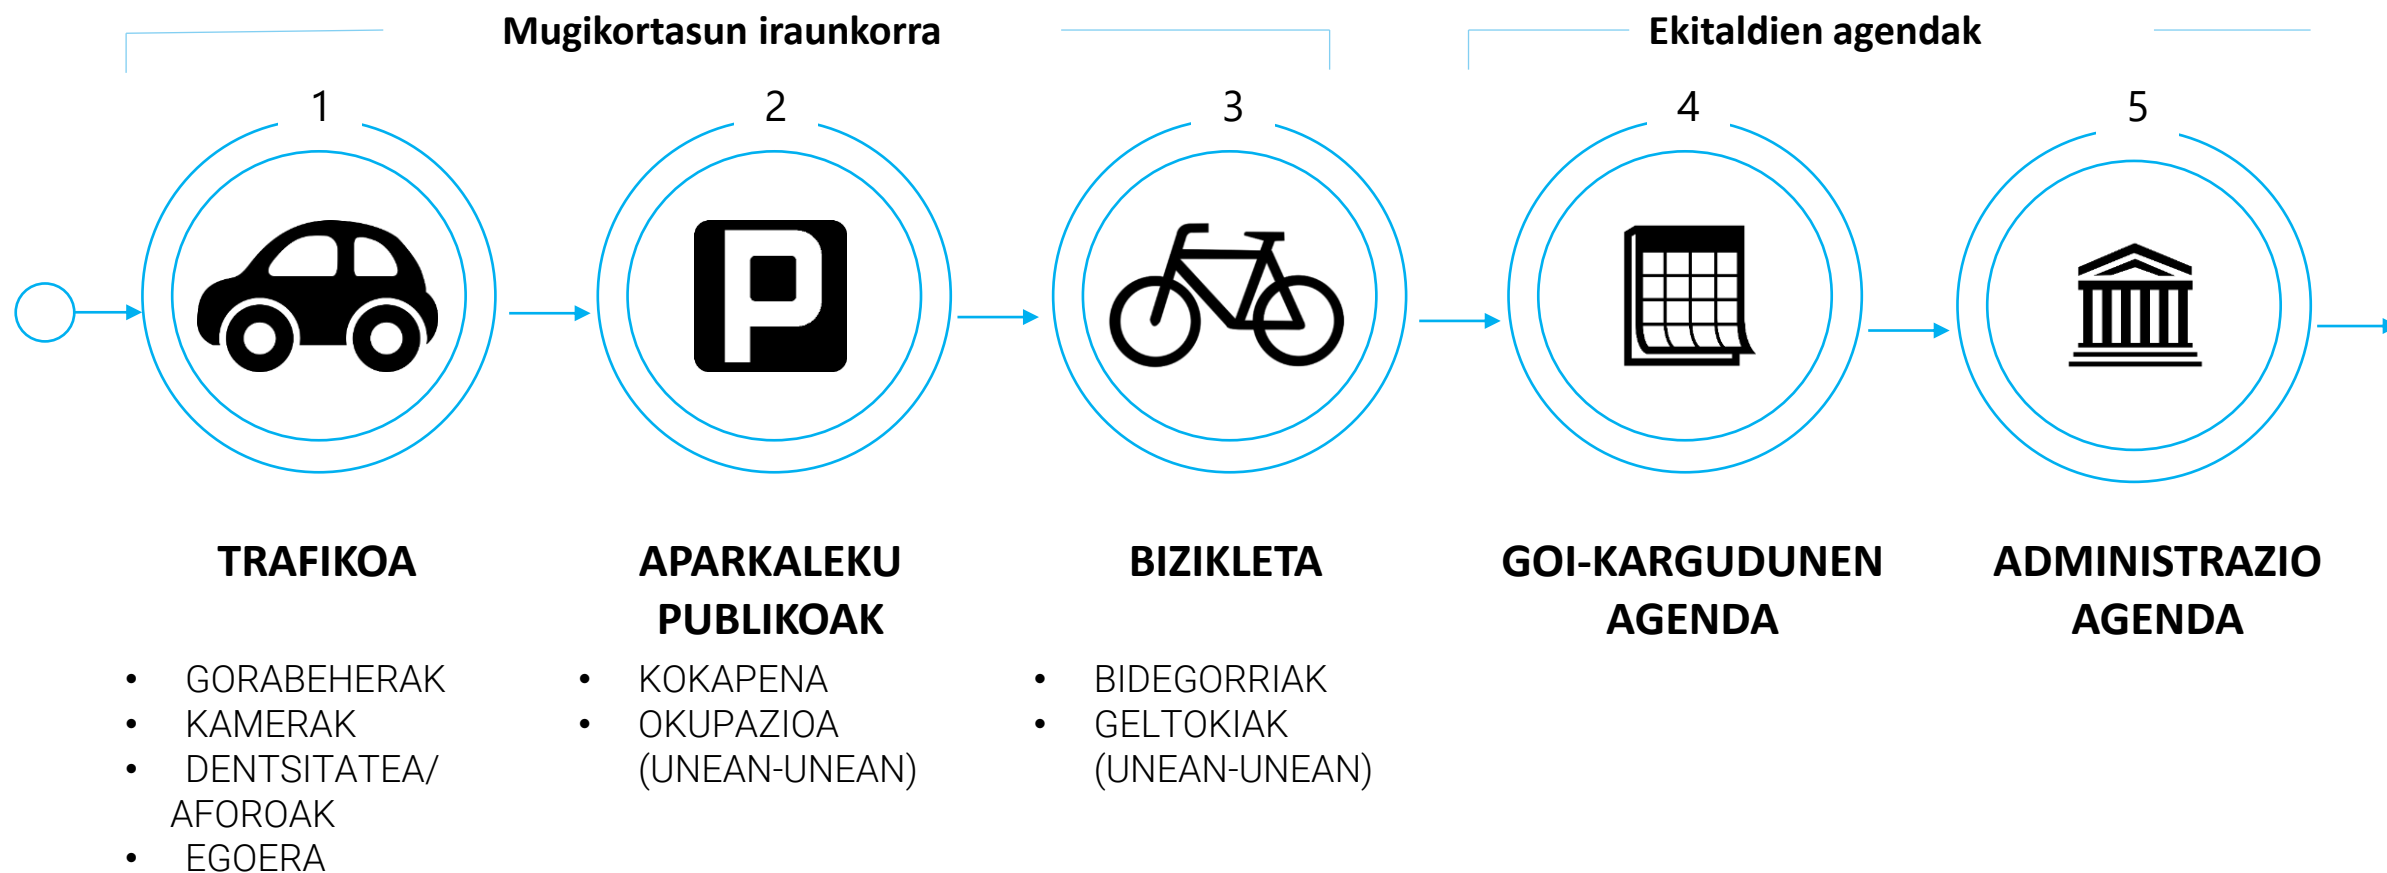 Mugikortasun iraunkorra
Ekitaldien agendak
1
2
3
4
5
TRAFIKOA
• GORABEHERAK
• KAMERAK
• DENTSITATEA/
AFOROAK
• EGOERA
APARKALEKU
PUBLIKOAK
• KOKAPENA
• OKUPAZIOA
(UNEAN-UNEAN)
BIZIKLETA
• BIDEGORRIAK
• GELTOKIAK
(UNEAN-UNEAN)
GOI-KARGUDUNEN
AGENDA
ADMINISTRAZIO
AGENDA